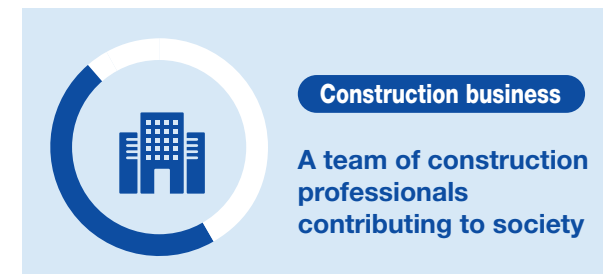 Construction business
A team of construction
professionals
contributing to society